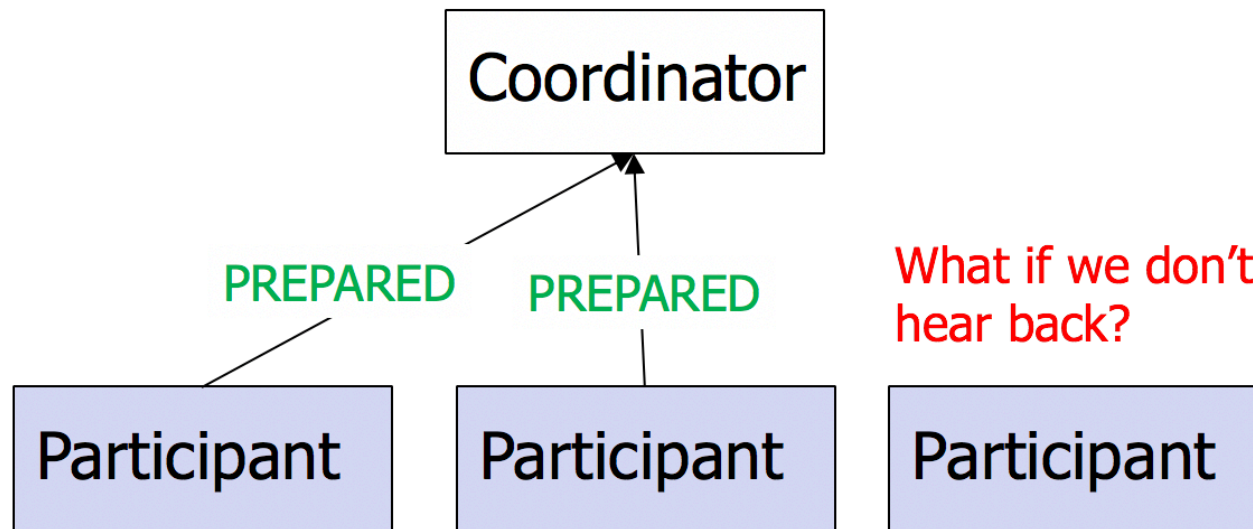 Coordinator
PREPARED
PREPARED
What if we don’t
hear back?
Participant
Participant
Participant